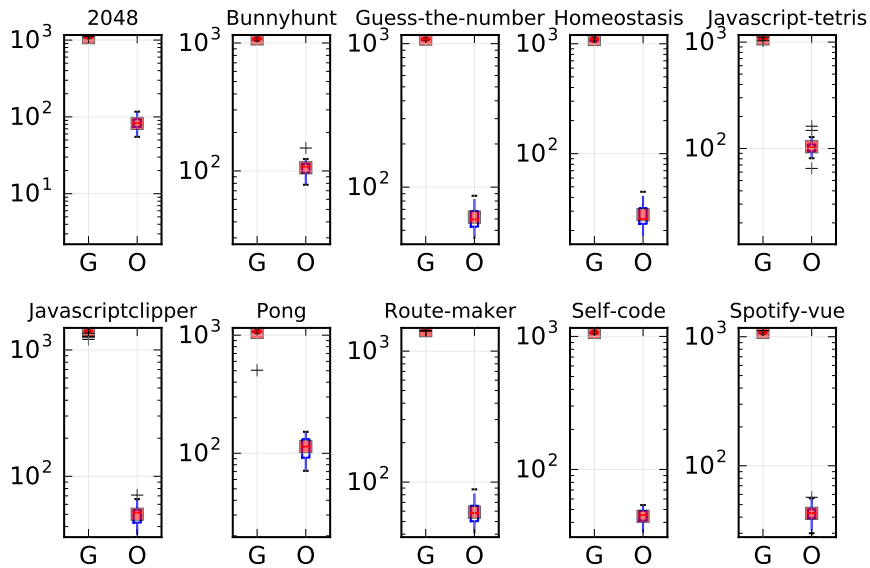 2048 Bunnyhunt Guess-the-number Homeostasis Javascript-tetris
10³ 10³ 10³ 10³ 10³
10² 10² 10² 10² 10²
10¹
G O G O G O G O G O
Javascriptclipper Pong Route-maker Self-code Spotify-vue
10³ 10³ 10³ 10³ 10³
10² 10² 10² 10² 10²
G O G O G O G O G O